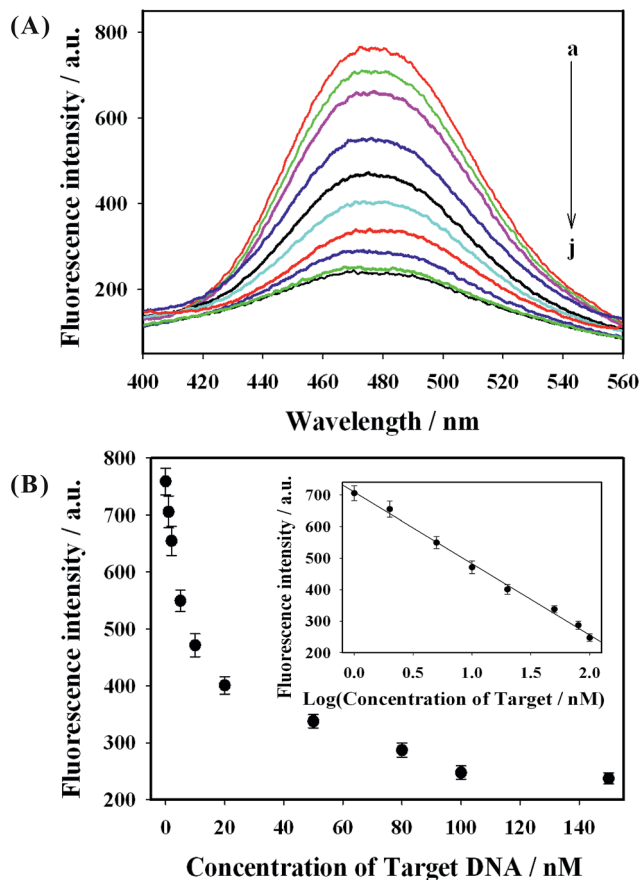 (A)
Fluorescence intensity / a.u.
800
600
400
200
a
j
400 420 440 460 480 500 520 540 560
Wavelength / nm
(B)
Fluorescence intensity / a.u.
800
700
600
500
400
300
200
Fluorescence intensity / a.u.
700
600
500
400
300
200
0.0 0.5 1.0 1.5 2.0
Log(Concentration of Target / nM)
0 20 40 60 80 100 120 140
Concentration of Target DNA / nM